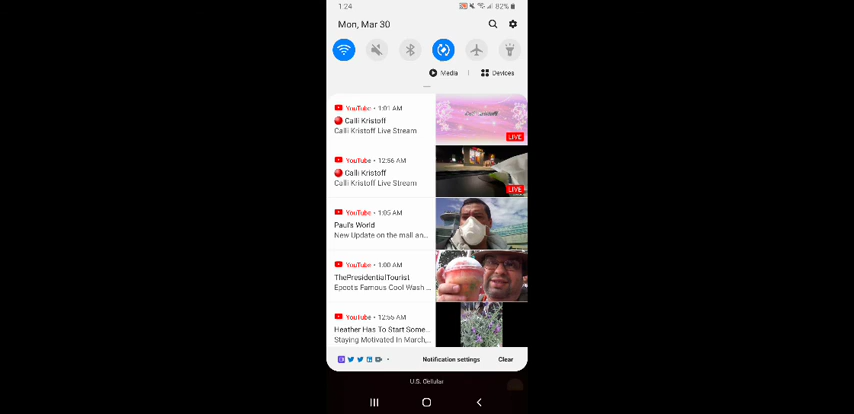 1:24
82%
Mon, Mar 30
Media | Devices
YouTube • 1:01 AM
Calli Kristoff
Calli Kristoff Live Stream
LIVE
YouTube • 12:56 AM
Calli Kristoff
Calli Kristoff Live Stream
LIVE
YouTube • 1:05 AM
Paul's World
New Update on the mall an...
YouTube • 1:00 AM
ThePresidentialTourist
Epcot's Famous Cool Wash ...
YouTube • 12:55 AM
Heather Has To Start Some...
Staying Motivated In March,...
Notification settings
Clear
U.S. Cellular